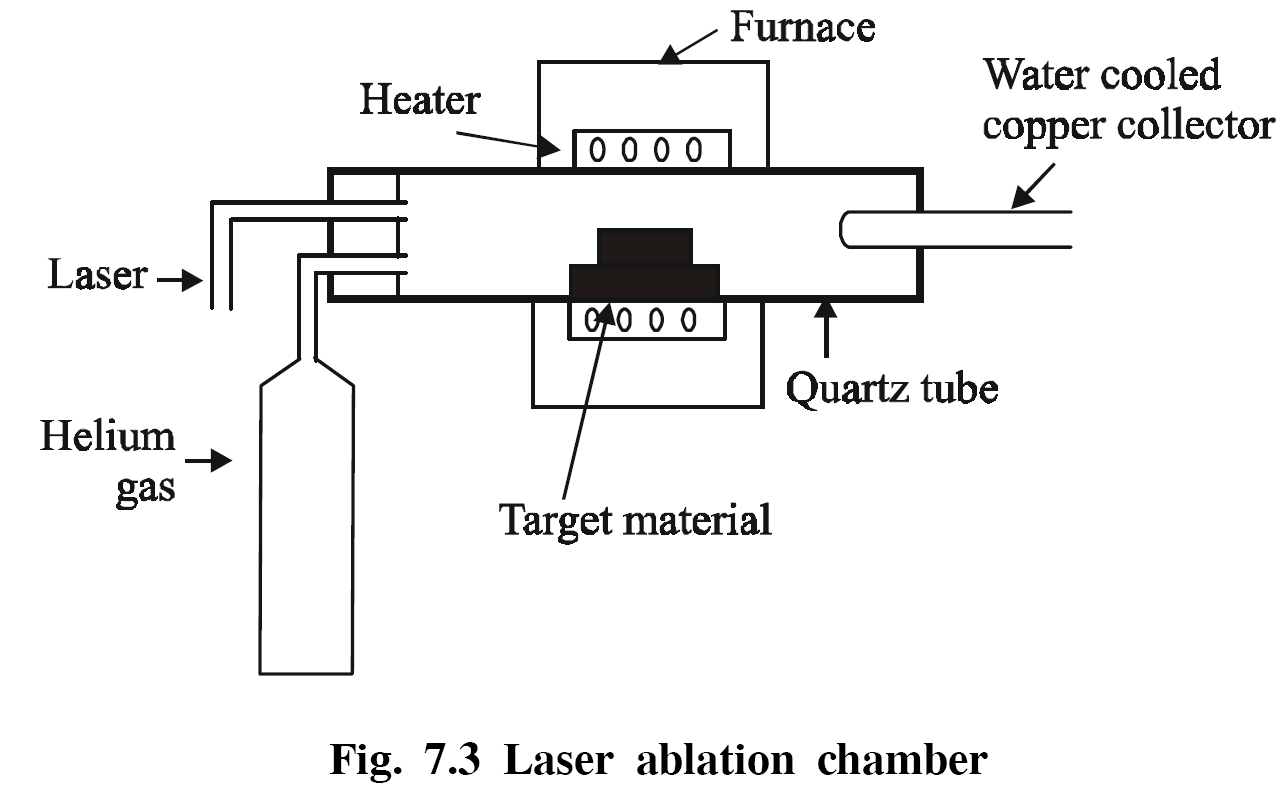 Furnace
Heater
Water cooled
copper collector
Laser
Quartz tube
Helium
gas
Target material
Fig. 7.3 Laser ablation chamber